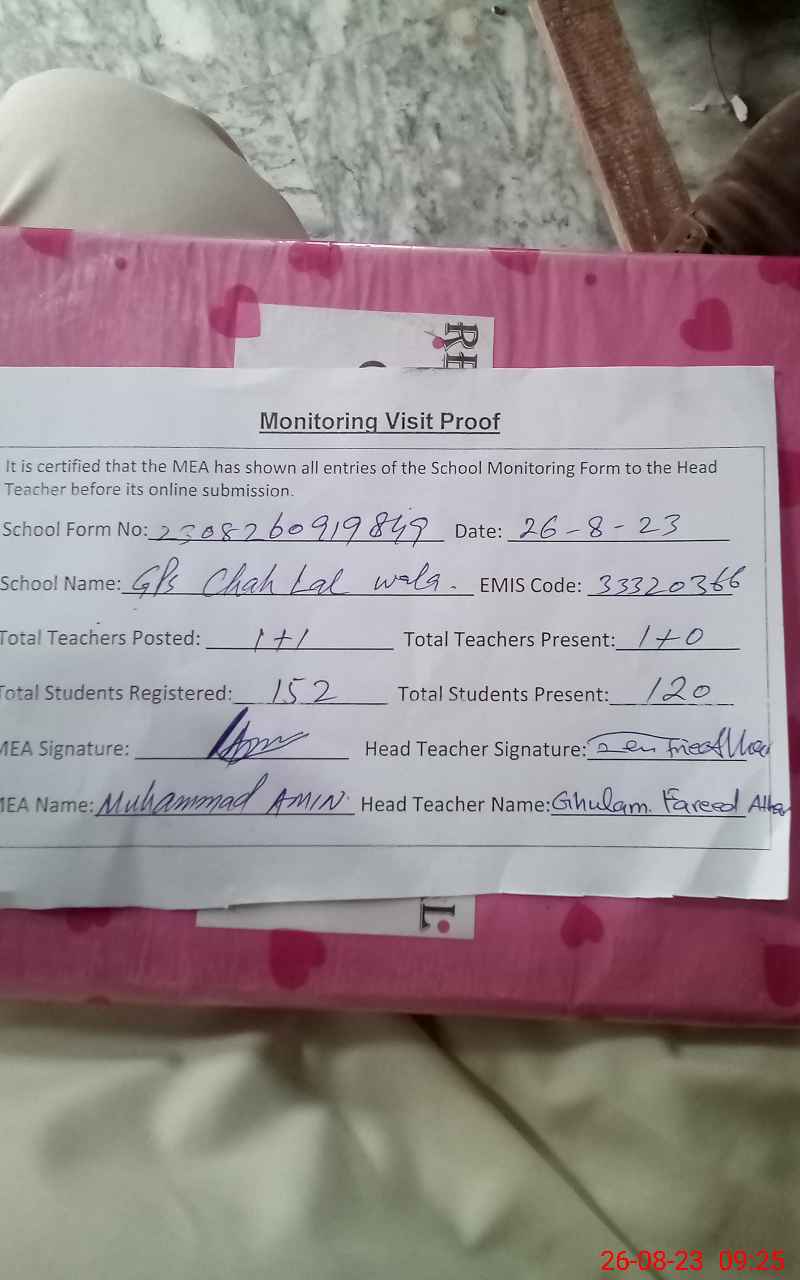 RE
Monitoring Visit Proof
It is certified that the MEA has shown all entries of the School Monitoring Form to the Head
Teacher before its online submission.
School Form No: 2308260919849 Date: 26-8-23
School Name: GPS Chah Lal wala. EMIS Code: 33320366
Total Teachers Posted: 1+1 Total Teachers Present: 1+0
Total Students Registered: 152 Total Students Present: 120
MEA Signature: Head Teacher Signature:
MEA Name: Muhammad AMIN. Head Teacher Name: Ghulam. Fareed
L
26-08-23 09:25